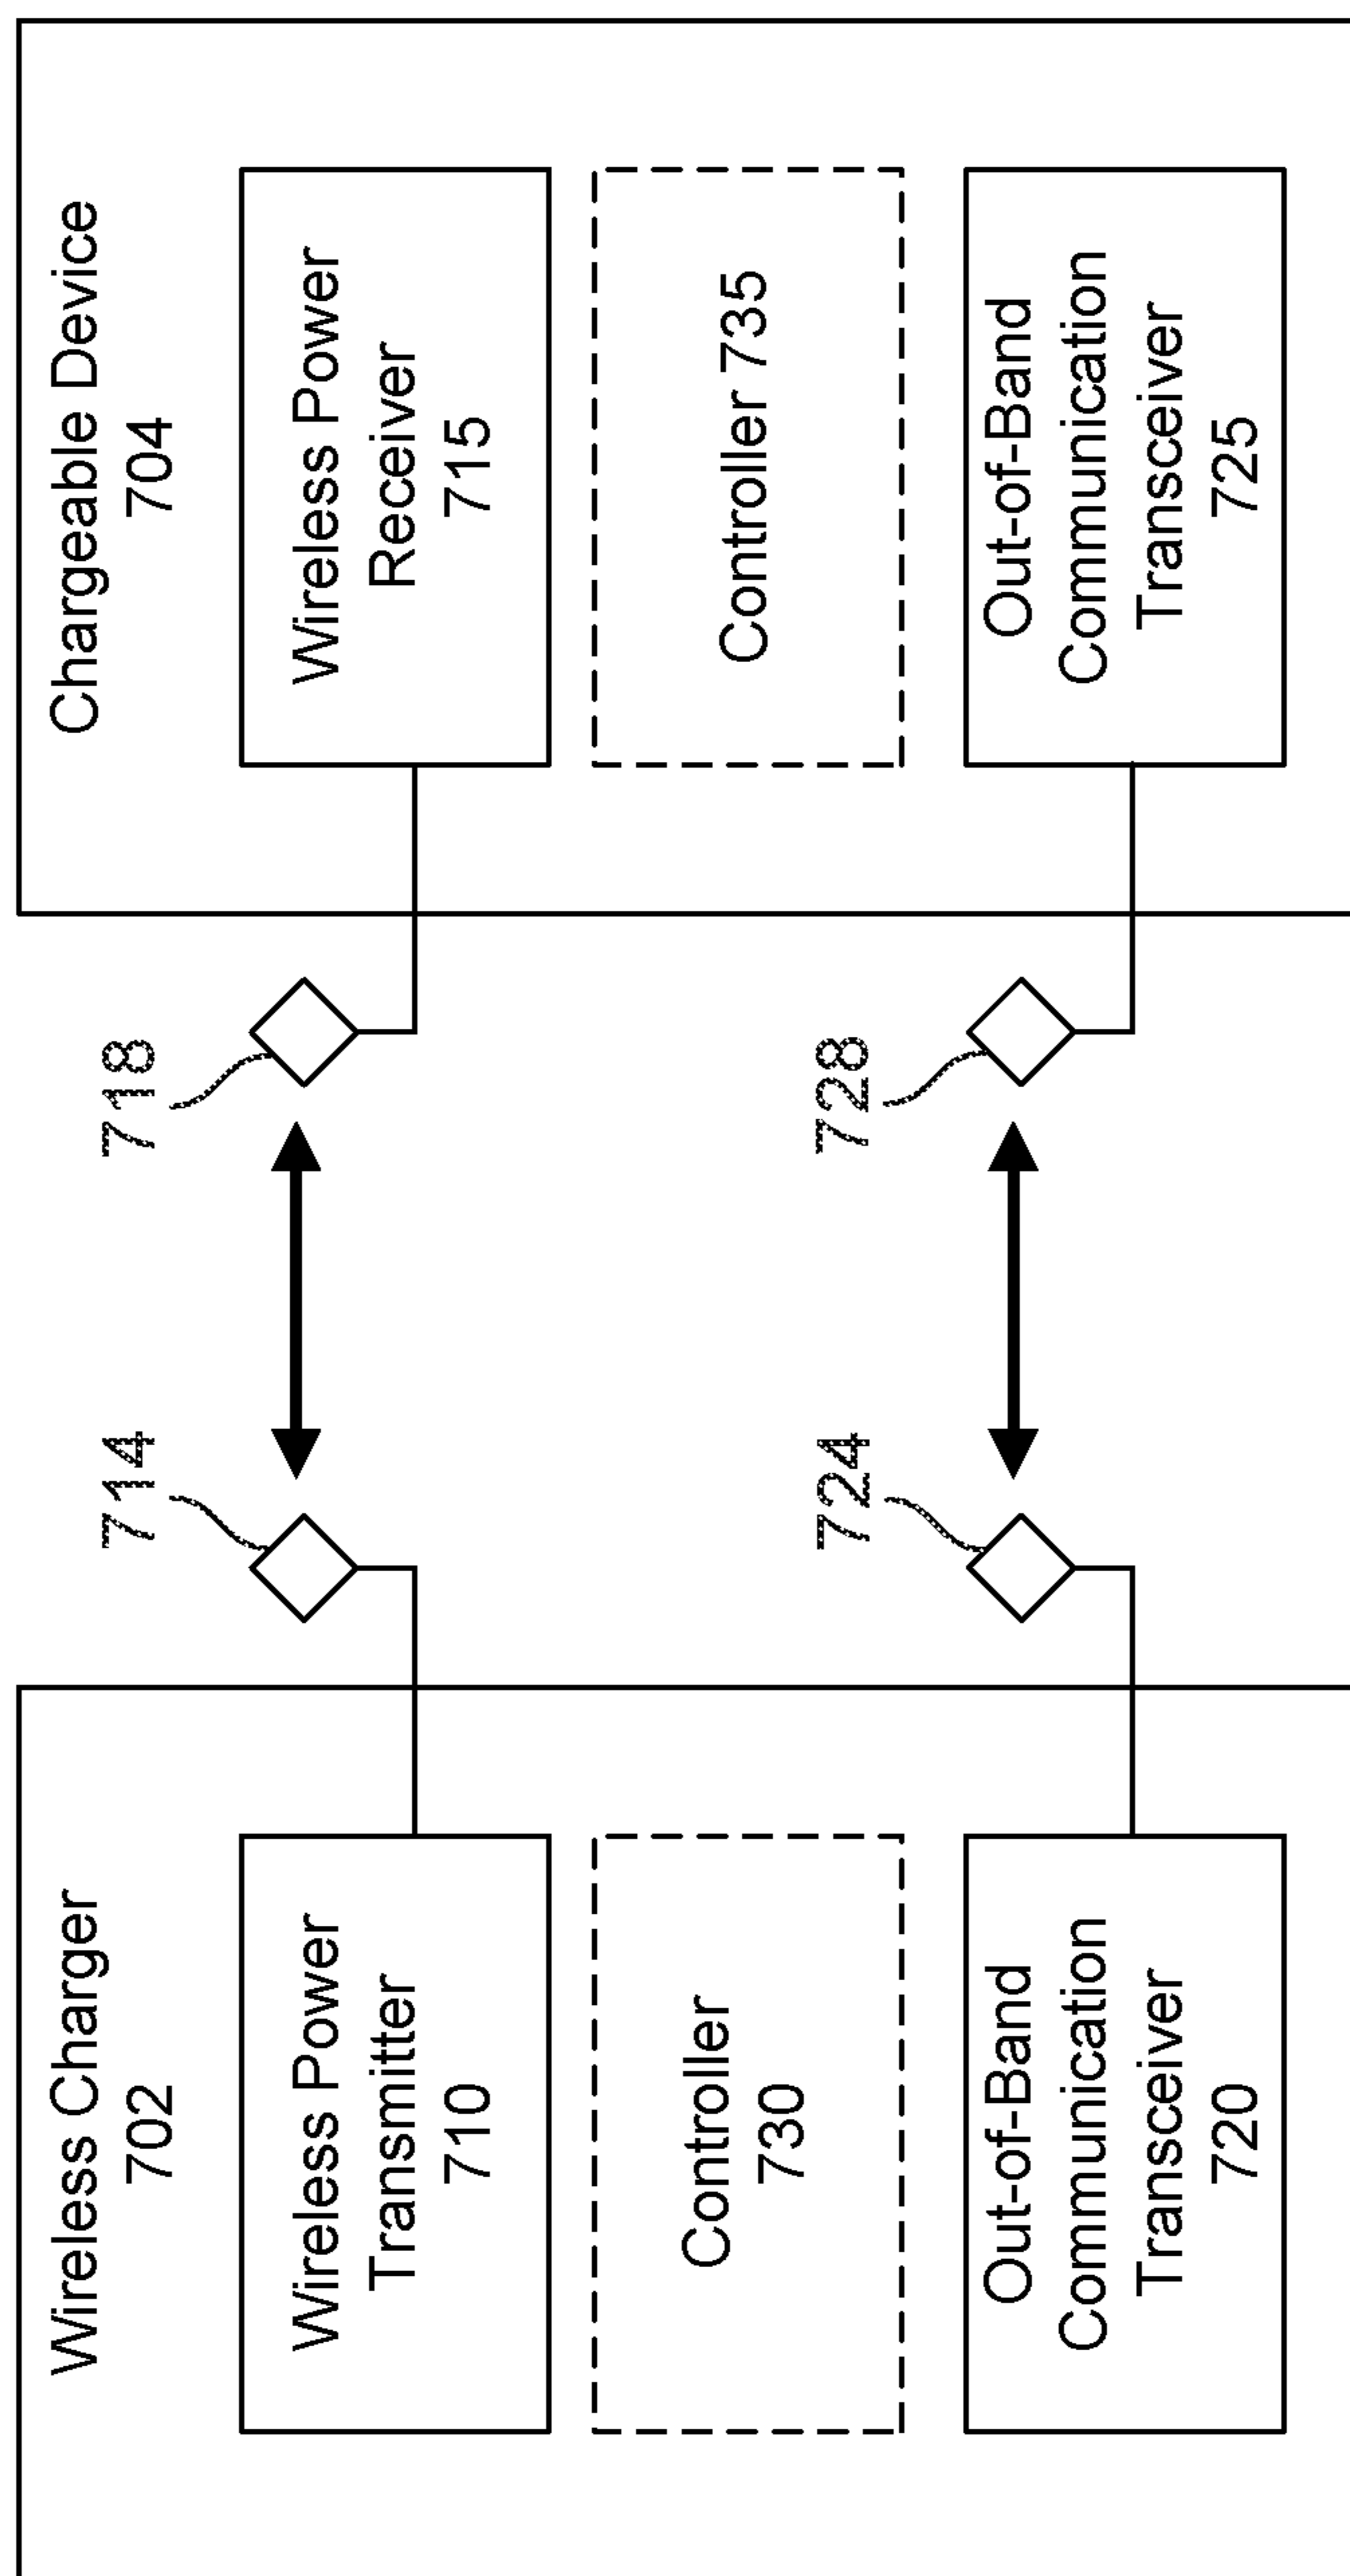 Wireless Charger
702
Wireless Power
Transmitter
710
Controller
730
Out-of-Band
Communication
Transceiver
720
714
718
724
728
Chargeable Device
704
Wireless Power
Receiver
715
Controller 735
Out-of-Band
Communication
Transceiver
725